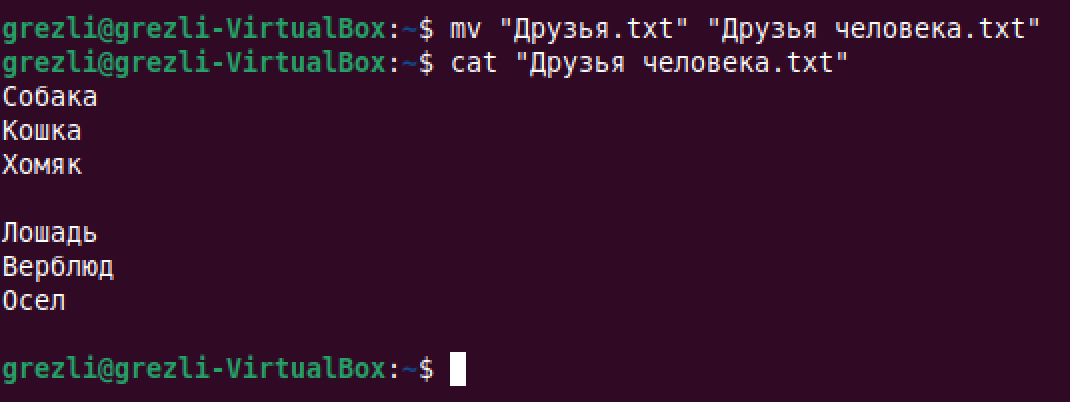 grezli@grezli-VirtualBox:~$ mv "Друзья.txt" "Друзья человека.txt"
grezli@grezli-VirtualBox:~$ cat "Друзья человека.txt"
Собака
Кошка
Хомяк
Лошадь
Верблюд
Осел
grezli@grezli-VirtualBox:~$